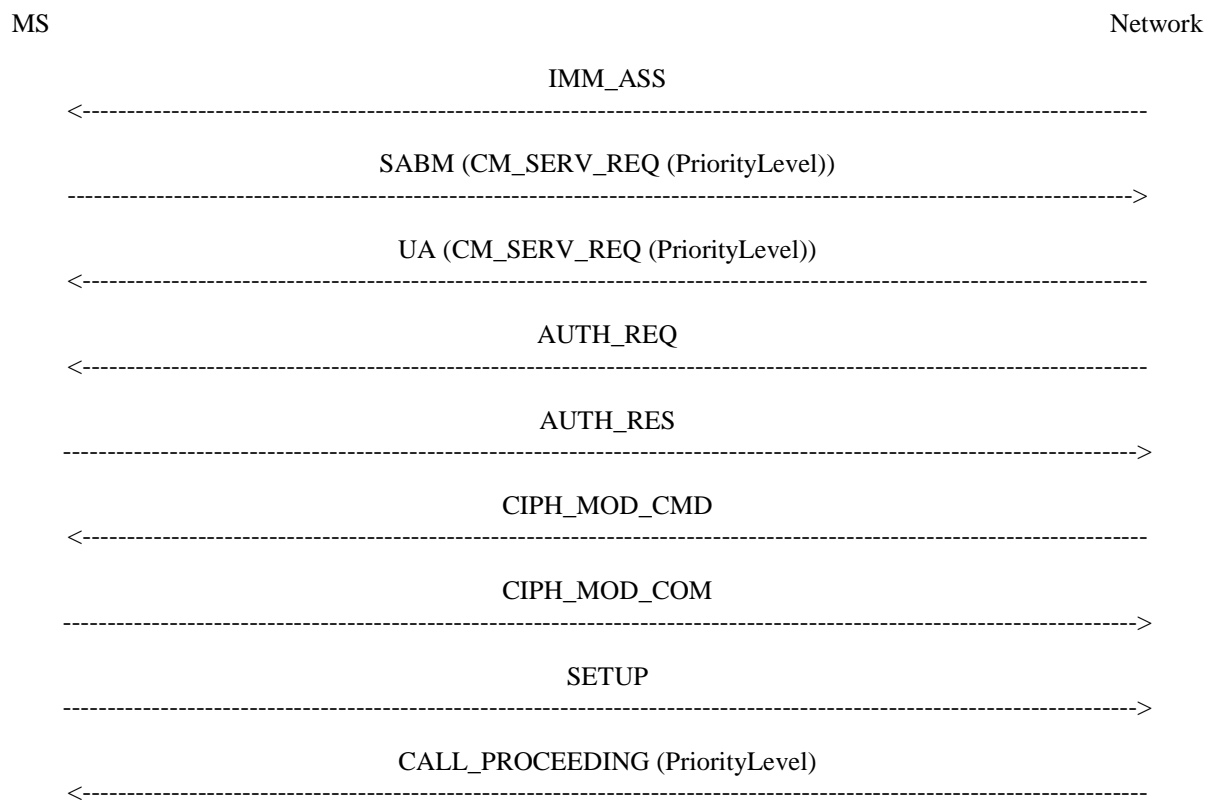 MS Network
IMM_ASS
<----------------------------------------------------------------
SABM (CM_SERV_REQ (PriorityLevel))
---------------------------------------------------------------->
UA (CM_SERV_REQ (PriorityLevel))
<----------------------------------------------------------------
AUTH_REQ
<----------------------------------------------------------------
AUTH_RES
---------------------------------------------------------------->
CIPH_MOD_CMD
<----------------------------------------------------------------
CIPH_MOD_COM
---------------------------------------------------------------->
SETUP
---------------------------------------------------------------->
CALL_PROCEEDING (PriorityLevel)
<----------------------------------------------------------------